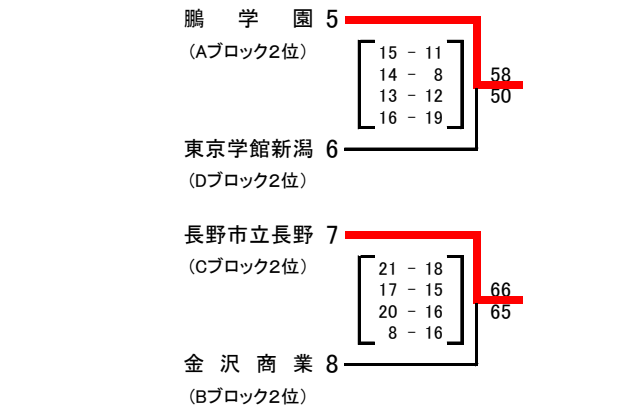 鵬学園 5
（Aブロック２位）
15 - 11
14 - 8
13 - 12
16 - 19
58
50
東京学館新潟 6
（Dブロック２位）
長野市立長野 7
（Cブロック２位）
21 - 18
17 - 15
20 - 16
8 - 16
66
65
金沢商業 8
（Bブロック２位）